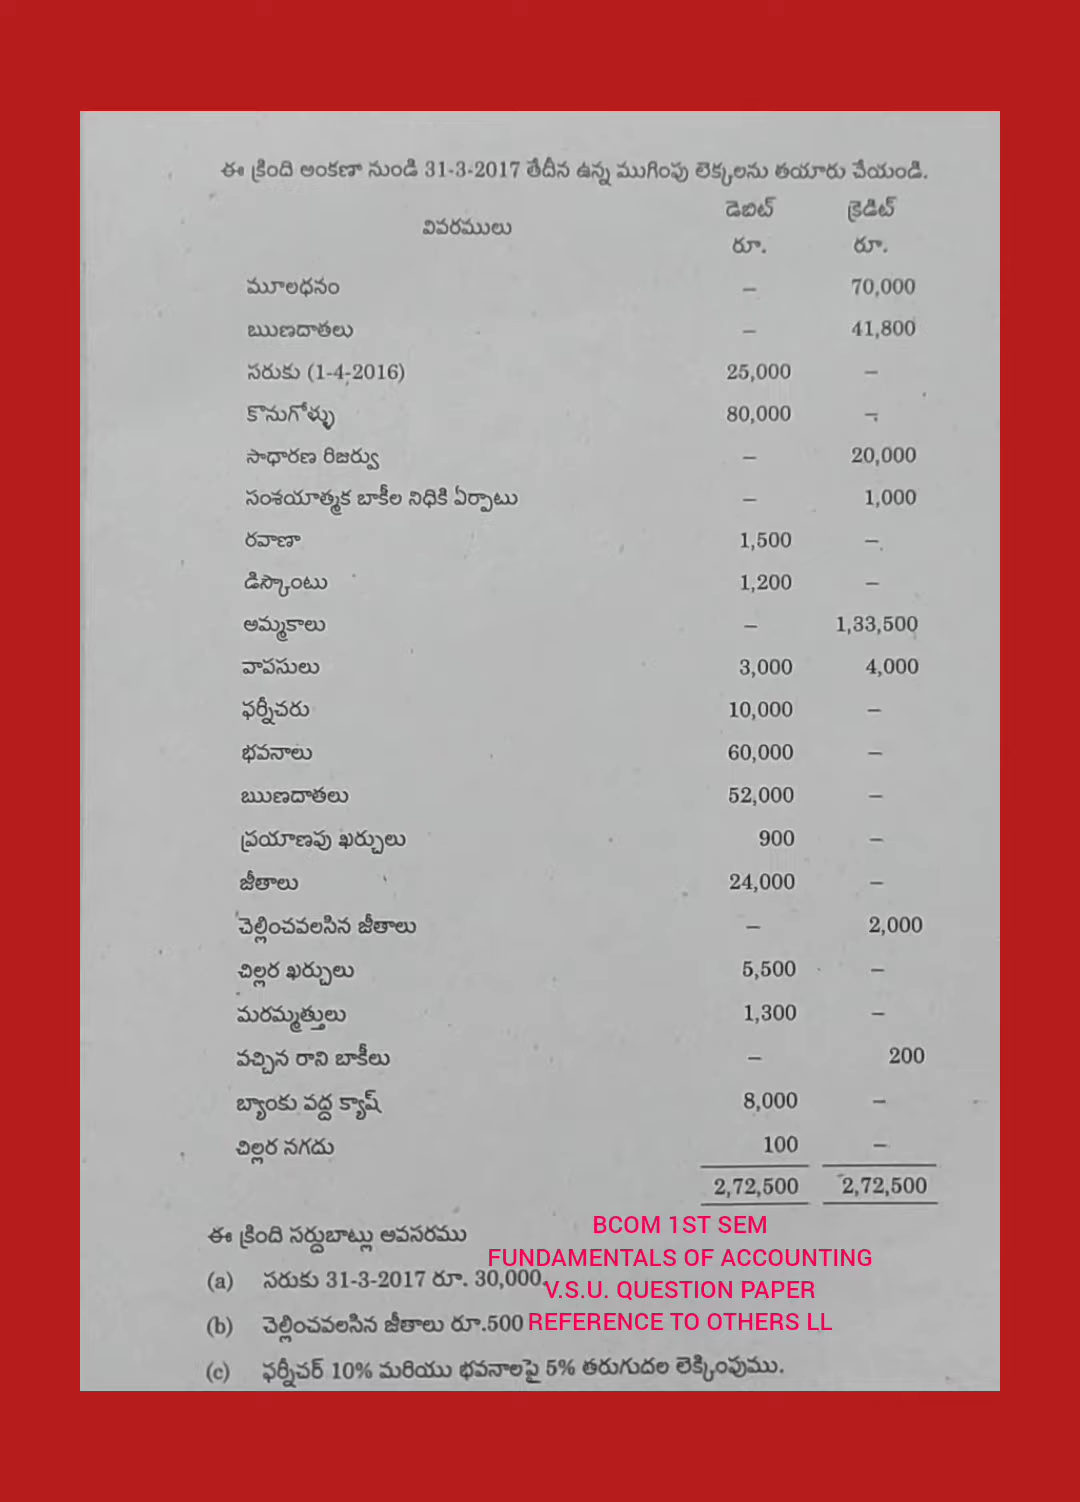 ఈ క్రింది అంకణా నుండి 31-3-2017 తేదీన ఉన్న ముగింపు లెక్కలను తయారు చేయండి.
వివరములు డెబిట్ క్రెడిట్
రూ. రూ.
మూలధనం – 70,000
ఋణదాతలు – 41,800
సరుకు (1-4-2016) 25,000 –
కొనుగోళ్ళు 80,000 –
సాధారణ రిజర్వు – 20,000
సంశయాత్మక బాకీల నిధికి ఏర్పాటు – 1,000
రవాణా 1,500 –
డిస్కౌంటు 1,200 –
అమ్మకాలు – 1,33,500
వాపసులు 3,000 4,000
ఫర్నీచరు 10,000 –
భవనాలు 60,000 –
ఋణదాతలు 52,000 –
ప్రయాణపు ఖర్చులు 900 –
జీతాలు 24,000 –
చెల్లించవలసిన జీతాలు – 2,000
చిల్లర ఖర్చులు 5,500 –
మరమ్మత్తులు 1,300 –
వచ్చిన రాని బాకీలు – 200
బ్యాంకు వద్ద క్యాష్ 8,000 –
చిల్లర నగదు 100 –
2,72,500 2,72,500
ఈ క్రింది సర్దుబాట్లు అవసరము
(a) సరుకు 31-3-2017 రూ. 30,000.
(b) చెల్లించవలసిన జీతాలు రూ.500
(c) ఫర్నీచర్ 10% మరియు భవనాలపై 5% తరుగుదల లెక్కింపుము.
BCOM 1ST SEM
FUNDAMENTALS OF ACCOUNTING
V.S.U. QUESTION PAPER
REFERENCE TO OTHERS LL